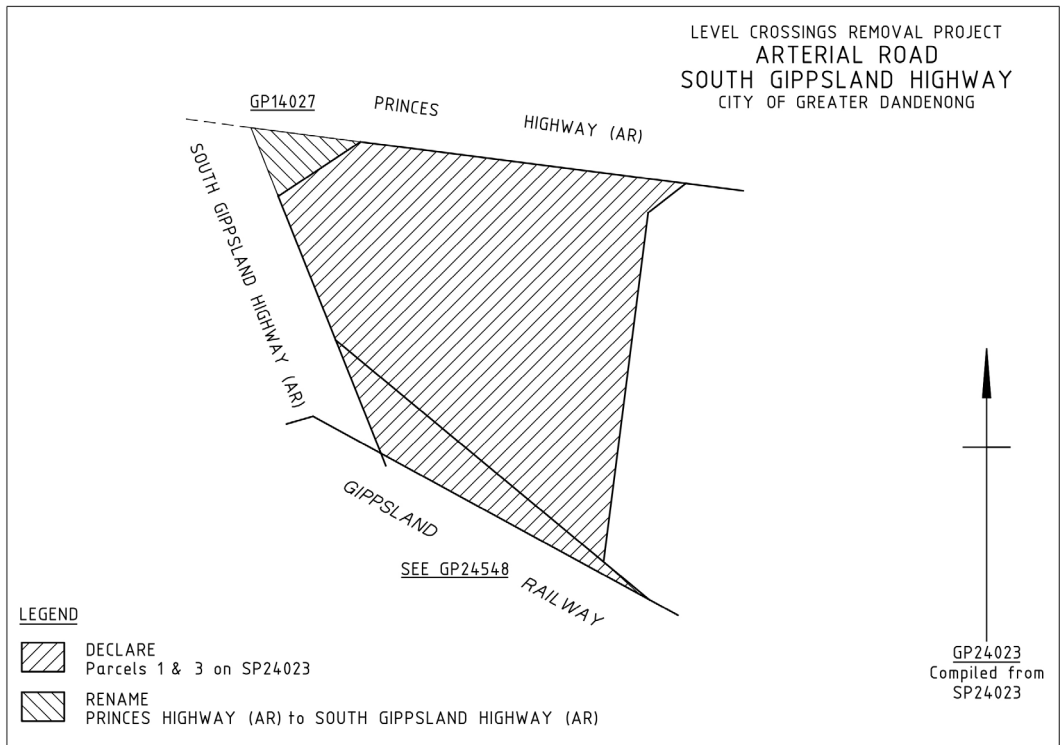 LEVEL CROSSINGS REMOVAL PROJECT
ARTERIAL ROAD
SOUTH GIPPSLAND HIGHWAY
CITY OF GREATER DANDENONG
GP14027
PRINCES HIGHWAY (AR)
SOUTH GIPPSLAND HIGHWAY (AR)
GIPPSLAND RAILWAY
SEE GP24548
LEGEND
DECLARE
Parcels 1 & 3 on SP24023
RENAME
PRINCES HIGHWAY (AR) to SOUTH GIPPSLAND HIGHWAY (AR)
GP24023
Compiled from
SP24023